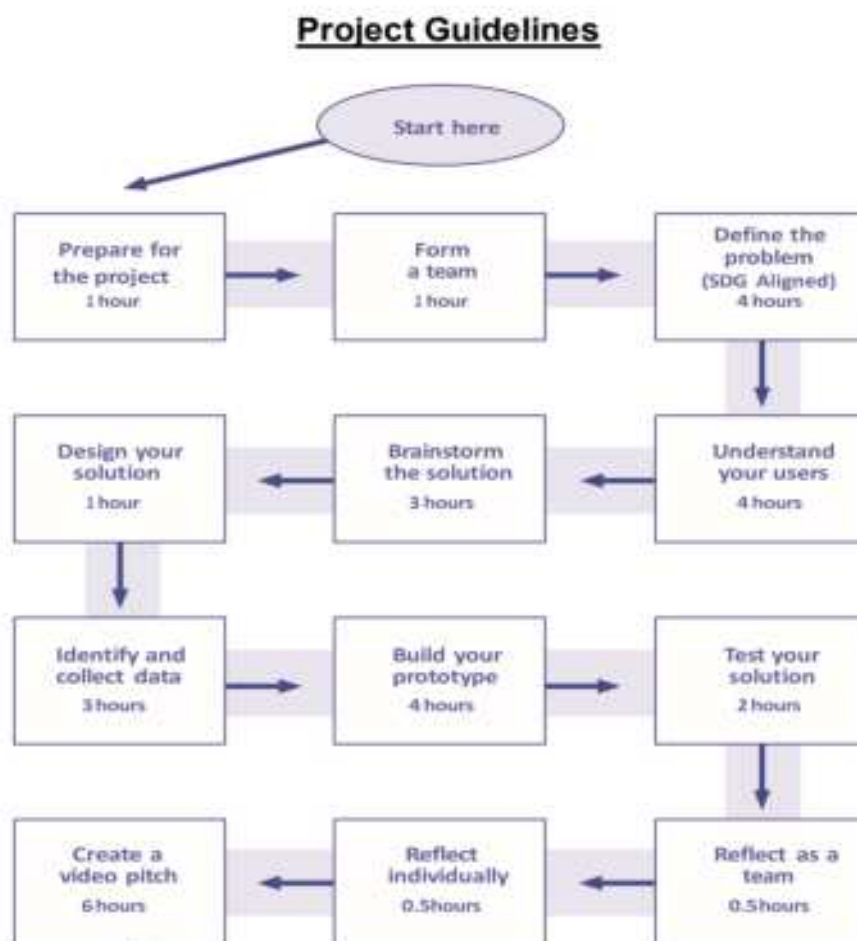 Project Guidelines
Start here
Prepare for
the project
1 hour
Form
a team
1 hour
Define the
problem
(SDG Aligned)
4 hours
Understand
your users
4 hours
Brainstorm
the solution
3 hours
Design your
solution
1 hour
Identify and
collect data
3 hours
Build your
prototype
4 hours
Test your
solution
2 hours
Reflect as a
team
0.5hours
Reflect
individually
0.5hours
Create a
video pitch
6 hours